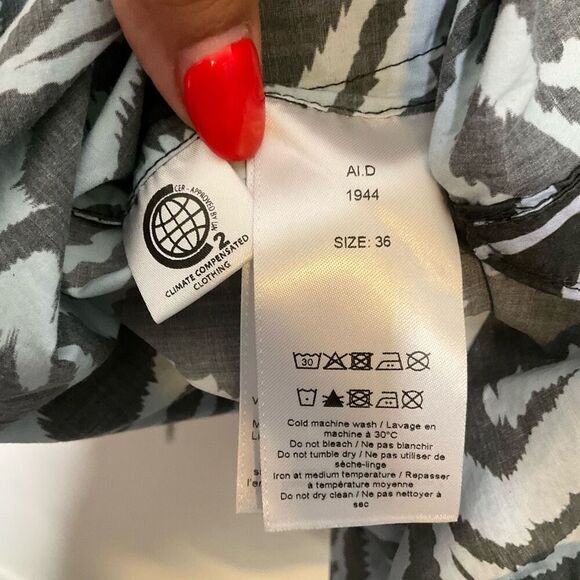 CER - APPROVED BY UN
2
CLIMATE COMPENSATED
CLOTHING
AI.D
1944
SIZE: 36
30
Cold machine wash / Lavage en
machine à 30°C
Do not bleach / Ne pas blanchir
Do not tumble dry / Ne pas utiliser de
sèche-linge
Iron at medium temperature / Repasser
à température moyenne
Do not dry clean / Ne pas nettoyer à
sec